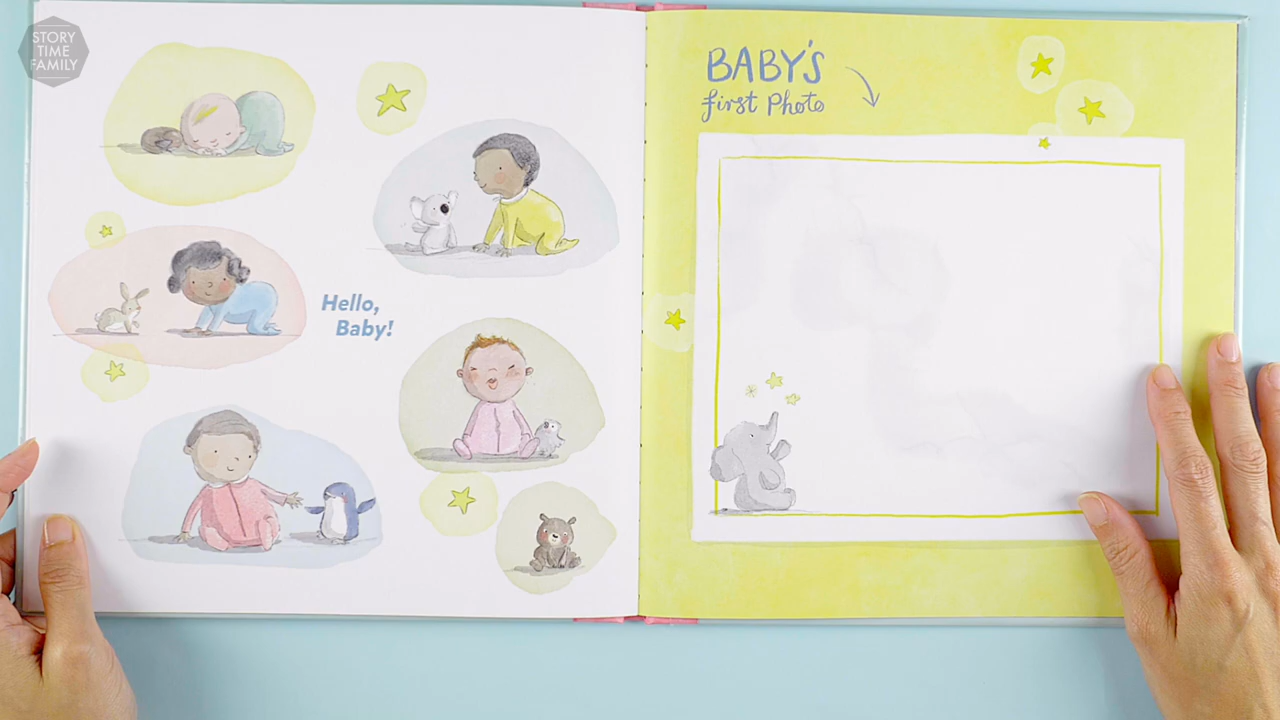 STORY
TIME
FAMILY
Hello,
Baby!
BABY'S
first Photo